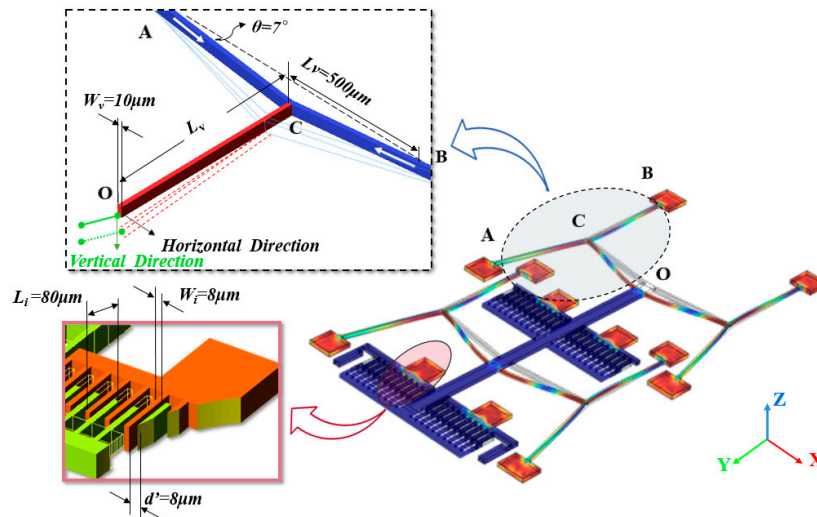 A
θ=7°
Lv=500μm
Wv=10μm
Lv
C
B
O
Horizontal Direction
Vertical Direction
Li=80μm
Wi=8μm
d'=8μm
B
C
A
O
Z
Y
X